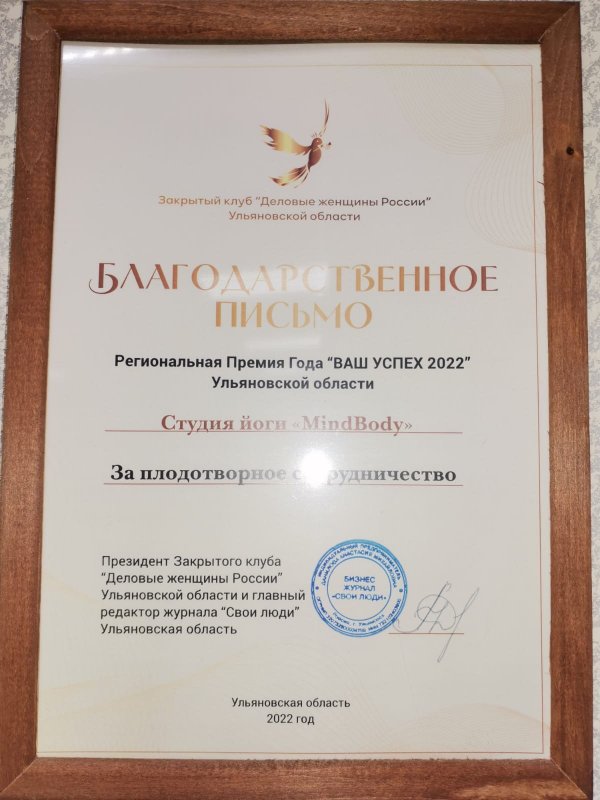 Закрытый клуб "Деловые женщины России"
Ульяновской области
БЛАГОДАРСТВЕННОЕ
ПИСЬМО
Региональная Премия Года "ВАШ УСПЕХ 2022"
Ульяновской области
Студия йоги «MindBody»
За плодотворное сотрудничество
Президент Закрытого клуба
"Деловые женщины России"
Ульяновской области и главный
редактор журнала "Свои люди"
Ульяновская область
ИНДИВИДУАЛЬНЫЙ ПРЕДПРИНИМАТЕЛЬ
БИЗНЕС
ЖУРНАЛ
«СВОИ ЛЮДИ»
Ульяновская область
2022 год